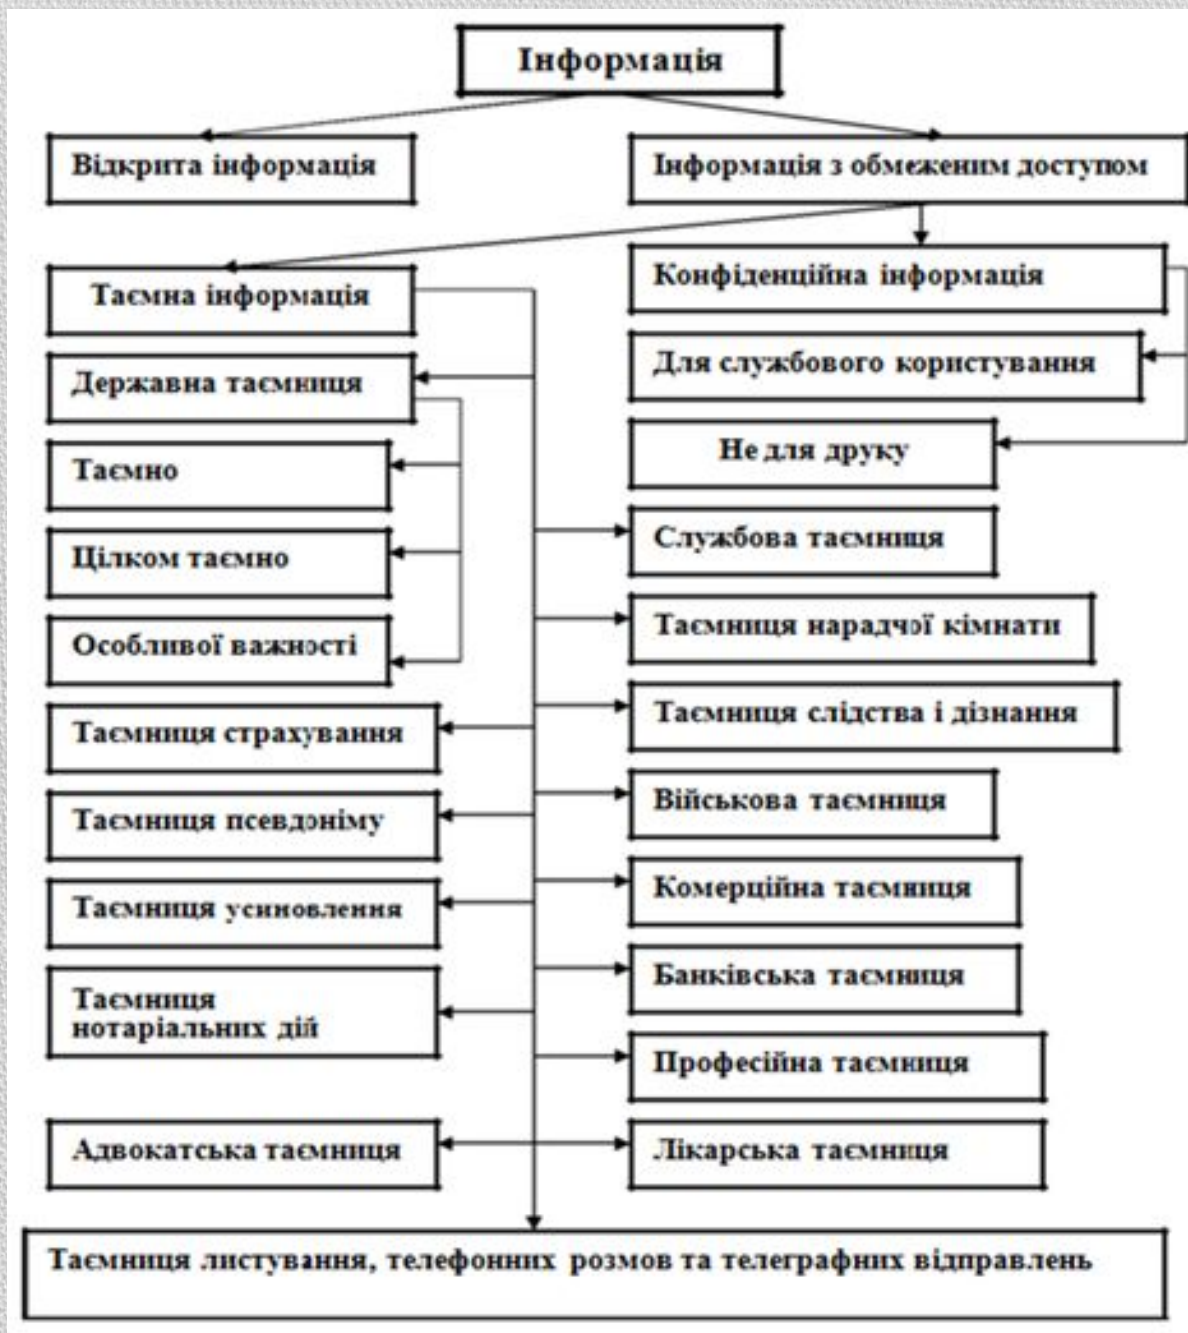 Інформація
Відкрита інформація
Інформація з обмеженим доступом
Таємна інформація
Конфіденційна інформація
Державна таємниця
Для службового користування
Таємно
Не для друку
Цілком таємно
Службова таємниця
Особливої важності
Таємниця нарадчої кімнати
Таємниця страхування
Таємниця слідства і дізнання
Таємниця псевдоніму
Військова таємниця
Таємниця усиновлення
Комерційна таємниця
Таємниця
нотаріальних дій
Банківська таємниця
Професійна таємниця
Адвокатська таємниця
Лікарська таємниця
Таємниця листування, телефонних розмов та телеграфних відправлень